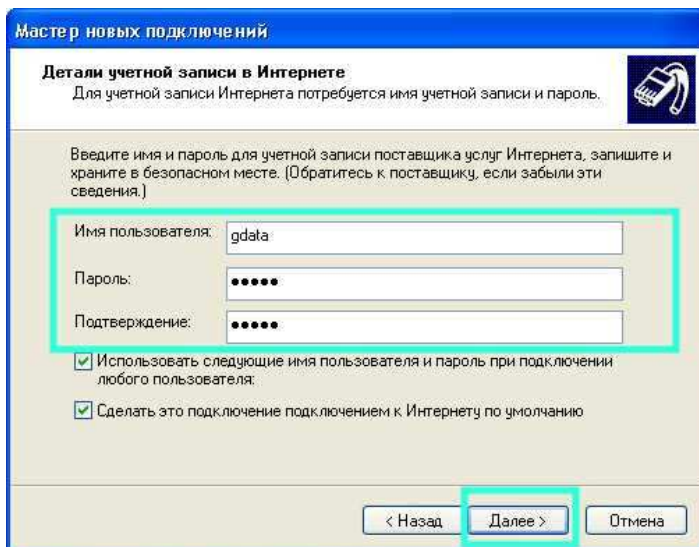 Мастер новых подключений
Детали учетной записи в Интернете
Для учетной записи Интернета потребуется имя учетной записи и пароль.
Введите имя и пароль для учетной записи поставщика услуг Интернета, запишите и
храните в безопасном месте. (Обратитесь к поставщику, если забыли эти
сведения.)
Имя пользователя: gdata
Пароль: •••••
Подтверждение: •••••
Использовать следующие имя пользователя и пароль при подключении
любого пользователя:
Сделать это подключение подключением к Интернету по умолчанию
< Назад Далее > Отмена